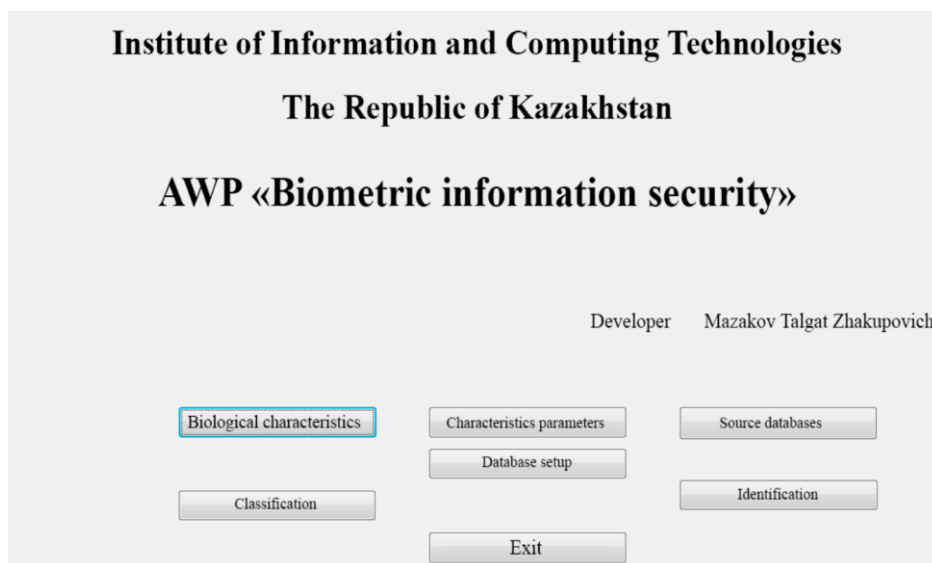 Institute of Information and Computing Technologies
The Republic of Kazakhstan
AWP «Biometric information security»
Developer Mazakov Talgat Zhakupovich
Biological characteristics Characteristics parameters Source databases
Database setup
Classification Identification
Exit